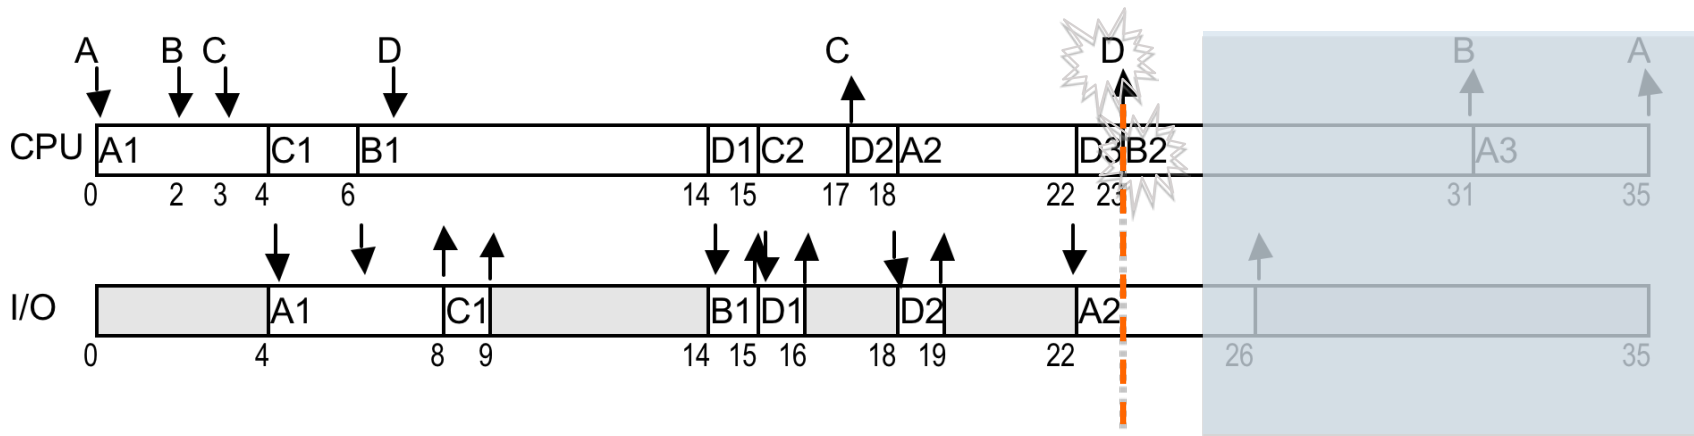 A B C D C D B A
CPU A1 C1 B1 D1 C2 D2 A2 D3 B2 A3
0 2 3 4 6 14 15 17 18 22 23 31 35
I/O A1 C1 B1 D1 D2 A2
0 4 8 9 14 15 16 18 19 22 26 35